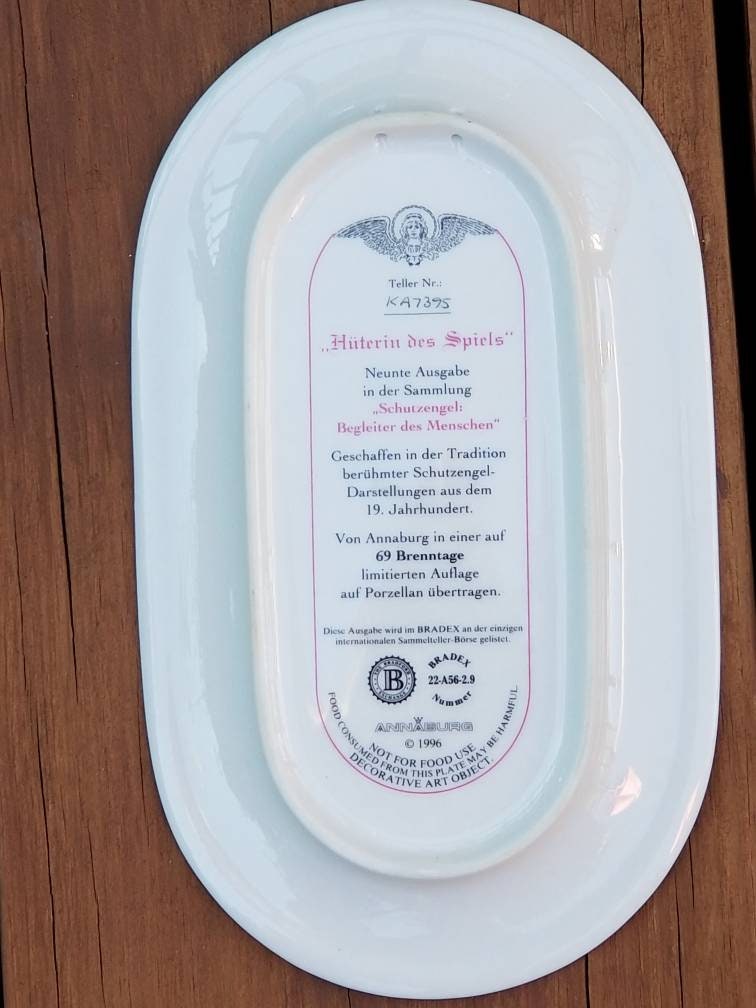 Teller Nr.:
KA7395
„Hüterin des Spiels“
Neunte Ausgabe
in der Sammlung
„Schutzengel:
Begleiter des Menschen“
Geschaffen in der Tradition
berühmter Schutzengel-
Darstellungen aus dem
19. Jahrhundert.
Von Annaburg in einer auf
69 Brenntage
limitierten Auflage
auf Porzellan übertragen.
Diese Ausgabe wird im BRADEX an der einzigen
internationalen Sammelteller-Börse gelistet.
THE BRADFORD
B
EXCHANGE
BRADEX
22-A56-2.9
Nummer
ANNABURG
© 1996
NOT FOR FOOD USE
FOOD CONSUMED FROM THIS PLATE MAY BE HARMFUL
DECORATIVE ART OBJECT.